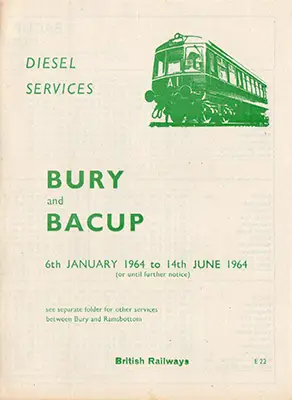 DIESEL
SERVICES
A1
BURY
and
BACUP
6th JANUARY 1964 to 14th JUNE 1964
(or until further notice)
see separate folder for other services
between Bury and Ramsbottom
British Railways
E 22